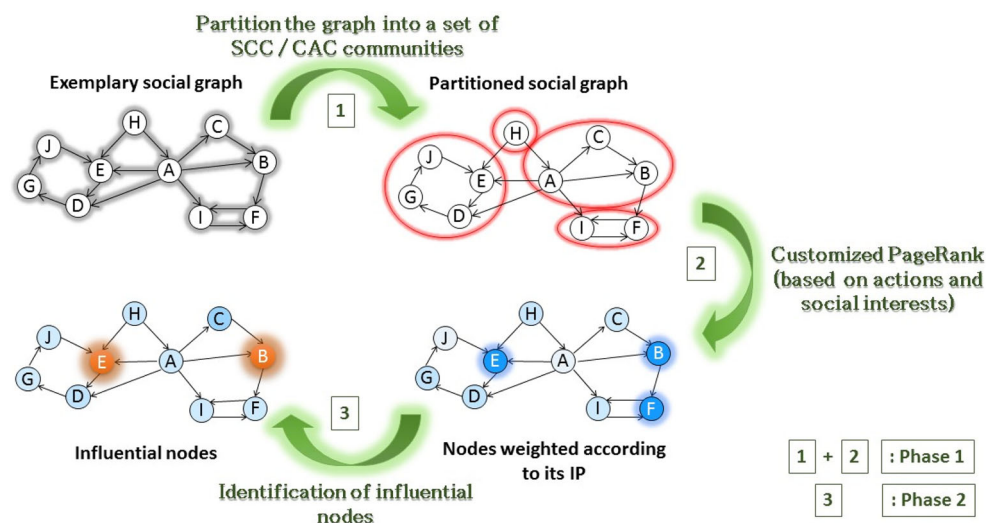 Partition the graph into a set of
SCC / CAC communities
Exemplary social graph
Partitioned social graph
1
H
C
J
E
A
B
G
D
I
F
H
C
J
E
A
B
G
D
I
F
2
Customized PageRank
(based on actions and
social interests)
H
C
J
E
A
B
G
D
I
F
H
C
J
E
A
B
G
D
I
F
3
Influential nodes
Nodes weighted according
to its IP
Identification of influential
nodes
1 + 2 : Phase 1
3 : Phase 2